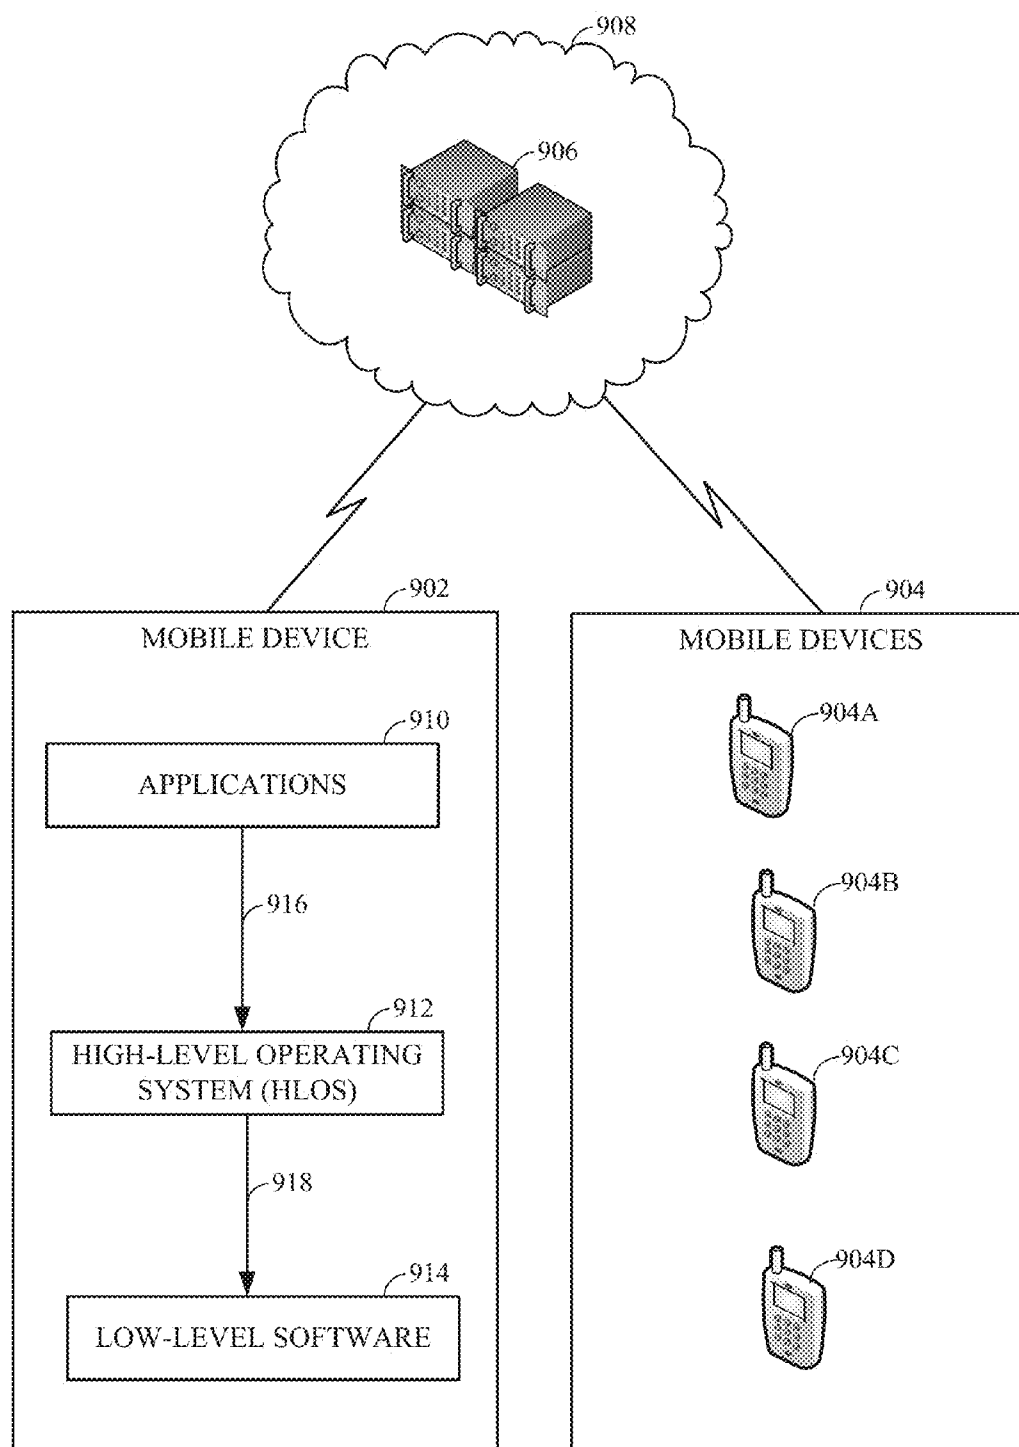 908
906
902
MOBILE DEVICE
910
APPLICATIONS
916
912
HIGH-LEVEL OPERATING
SYSTEM (HLOS)
918
914
LOW-LEVEL SOFTWARE
904
MOBILE DEVICES
904A
904B
904C
904D